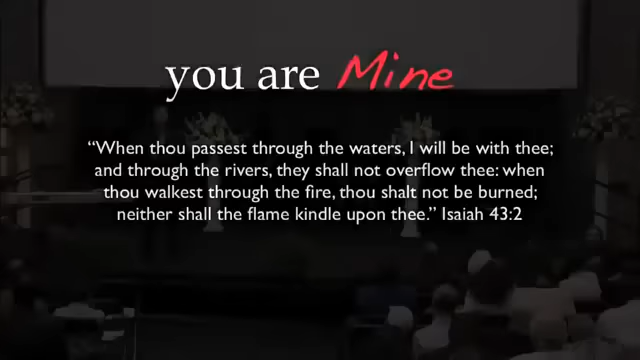 you are Mine
“When thou passest through the waters, I will be with thee;
and through the rivers, they shall not overflow thee: when
thou walkest through the fire, thou shalt not be burned;
neither shall the flame kindle upon thee.” Isaiah 43:2